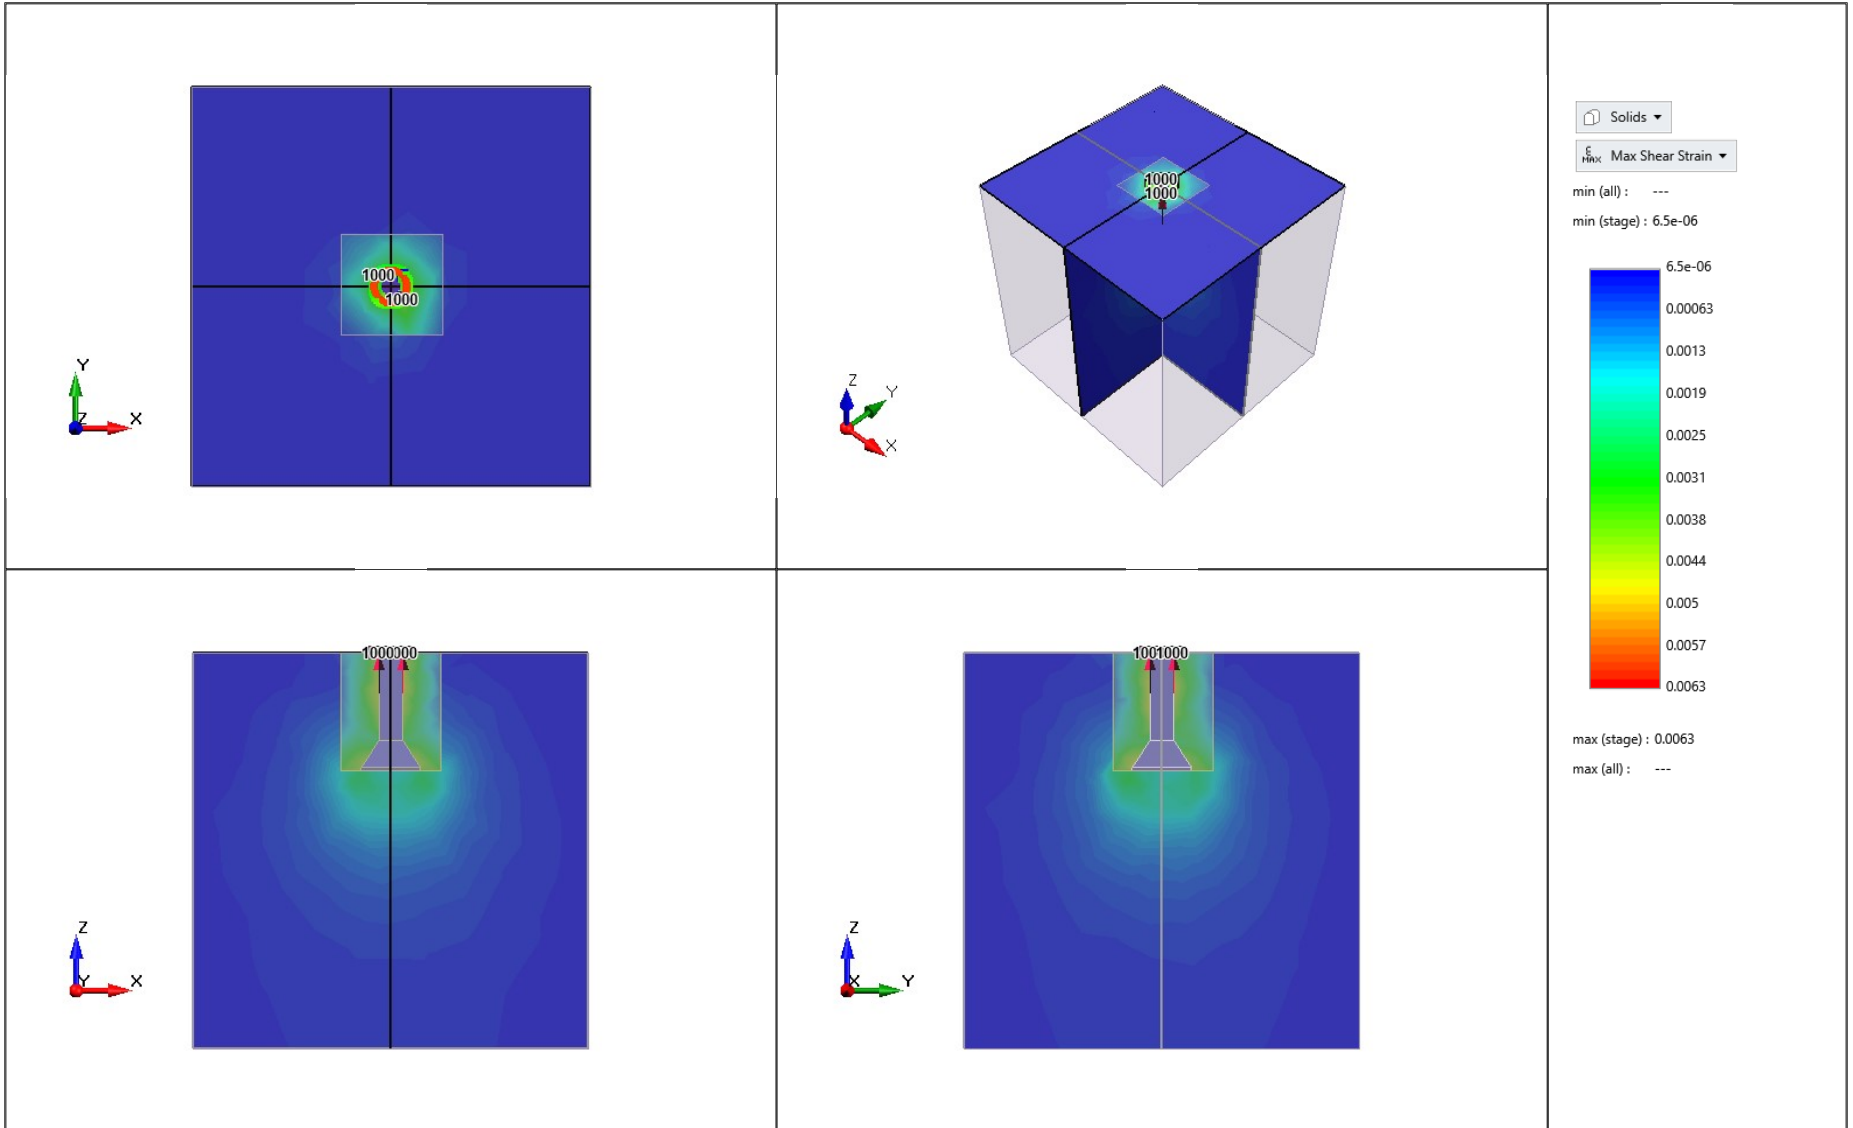 1000
1000
Y
Z
X
1000
1000
Z
Y
X
Solids
ε
MAX
Max Shear Strain
min (all) : ---
min (stage) : 6.5e-06
6.5e-06
0.00063
0.0013
0.0019
0.0025
0.0031
0.0038
0.0044
0.005
0.0057
0.0063
max (stage) : 0.0063
max (all) : ---
1000000
Z
Y
X
1001000
Z
X
Y